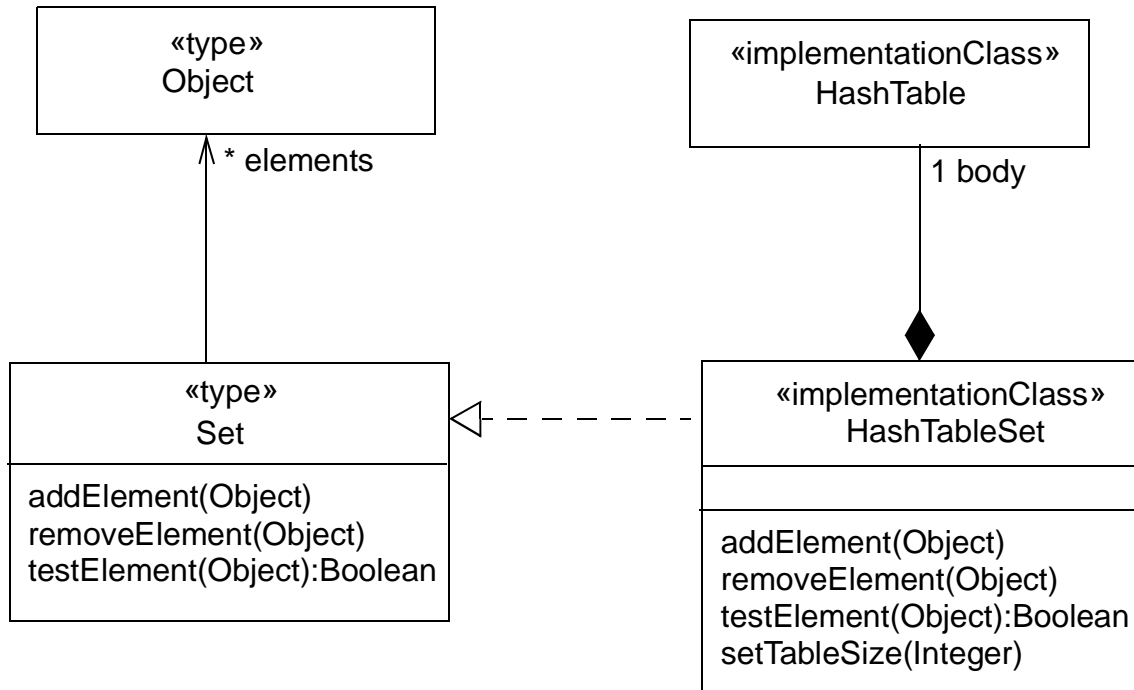 «type»
Object
* elements
«implementationClass»
HashTable
1 body
«type»
Set
addElement(Object)
removeElement(Object)
testElement(Object):Boolean
«implementationClass»
HashTableSet
addElement(Object)
removeElement(Object)
testElement(Object):Boolean
setTableSize(Integer)